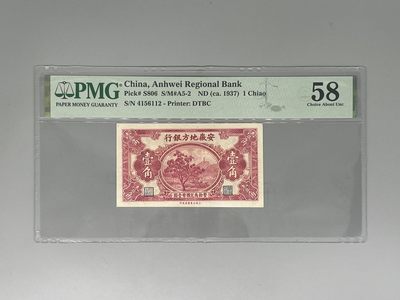 PMG
PAPER MONEY GUARANTY
China, Anhwei Regional Bank
Pick# S806 S/M#A5-2 ND (ca. 1937) 1 Chiao
S/N 4156112 - Printer: DTBC
58
Choice About Unc
行銀方地徽安
壹角
壹角